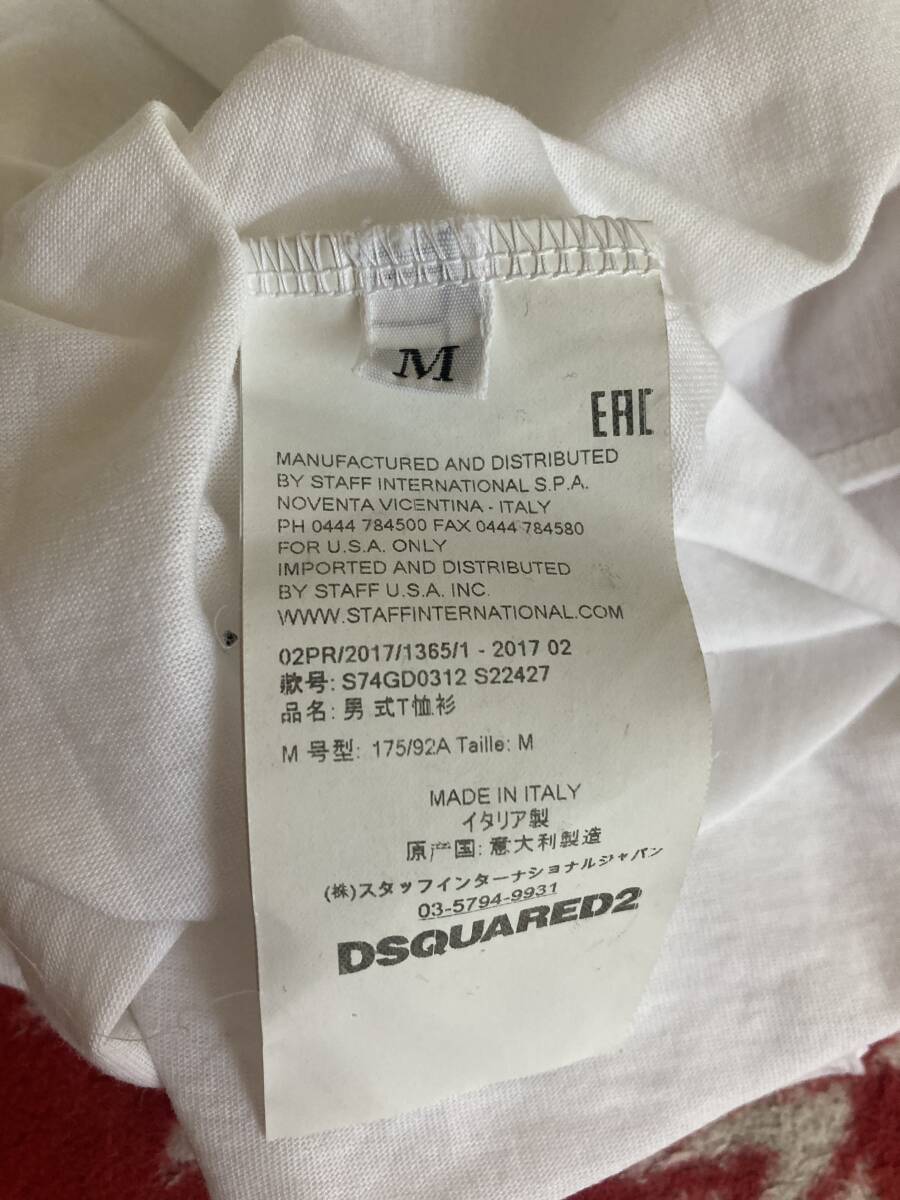 M
EAC
MANUFACTURED AND DISTRIBUTED
BY STAFF INTERNATIONAL S.P.A.
NOVENTA VICENTINA - ITALY
PH 0444 784500 FAX 0444 784580
FOR U.S.A. ONLY
IMPORTED AND DISTRIBUTED
BY STAFF U.S.A. INC.
WWW.STAFFINTERNATIONAL.COM
02PR/2017/1365/1 - 2017 02
款号: S74GD0312 S22427
品名: 男 式T恤衫
M 号型: 175/92A Taille: M
MADE IN ITALY
イタリア製
原产国: 意大利製造
(株)スタッフインターナショナルジャパン
03-5794-9931
DSQUARED2